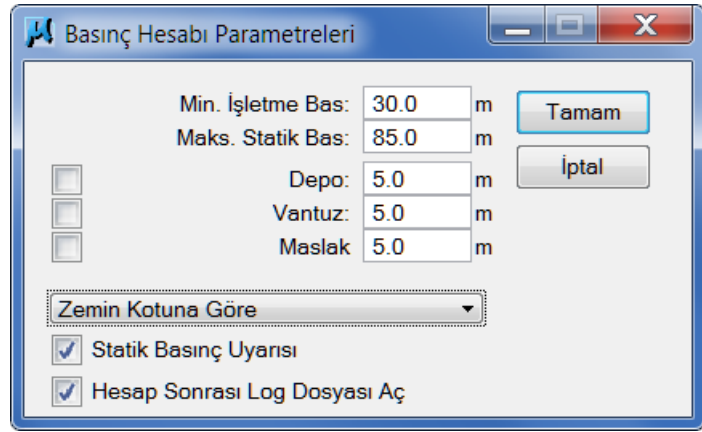 Basınç Hesabı Parametreleri
Min. İşletme Bas: 30.0 m
Tamam
Maks. Statik Bas: 85.0 m
İptal
Depo: 5.0 m
Vantuz: 5.0 m
Maslak 5.0 m
Zemin Kotuna Göre
Statik Basınç Uyarısı
Hesap Sonrası Log Dosyası Aç